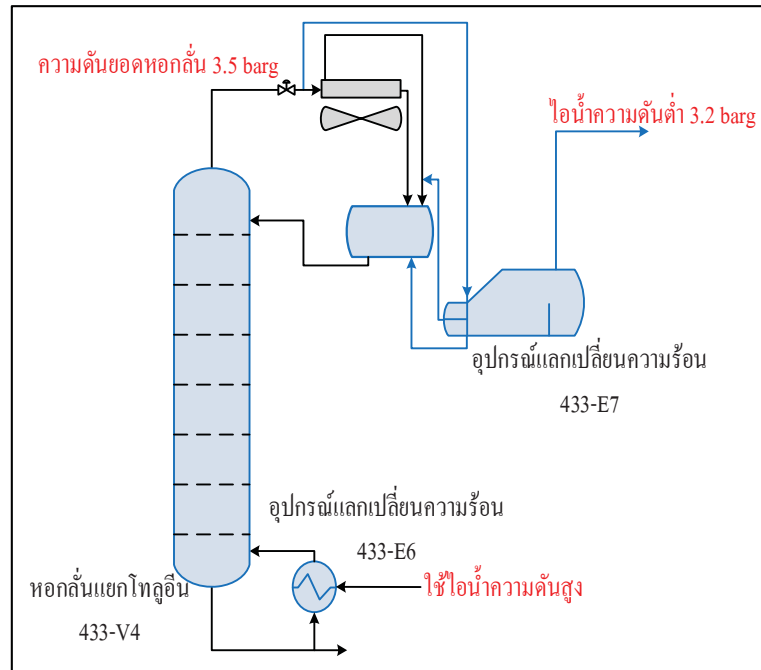 ความดันยอดหอกลั่น 3.5 barg
ไอน้ำความดันต่ำ 3.2 barg
อุปกรณ์แลกเปลี่ยนความร้อน
433-E7
อุปกรณ์แลกเปลี่ยนความร้อน
433-E6
หอกลั่นแยกโทลูอีน
433-V4
ใช้ไอน้ำความดันสูง